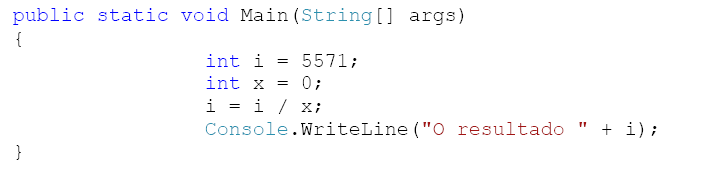 public static void Main(String[] args)
{
int i = 5571;
int x = 0;
i = i / x;
Console.WriteLine("O resultado " + i);
}